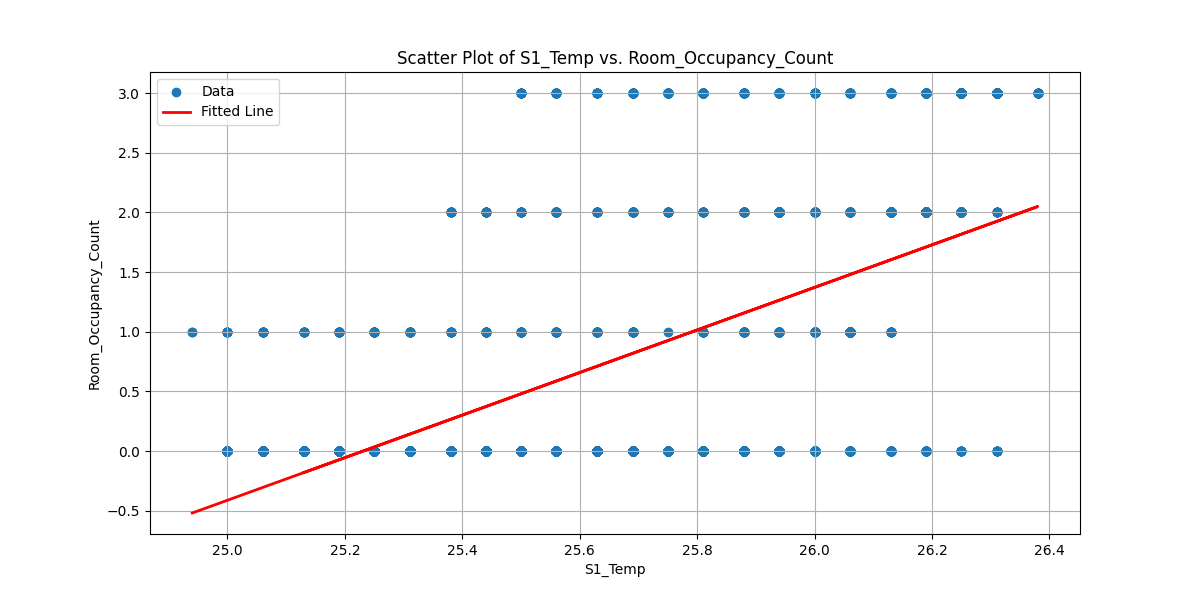 Scatter Plot of S1_Temp vs. Room_Occupancy_Count
Data
Fitted Line
3.0
2.5
2.0
1.5
1.0
0.5
0.0
−0.5
Room_Occupancy_Count
25.0 25.2 25.4 25.6 25.8 26.0 26.2 26.4
S1_Temp